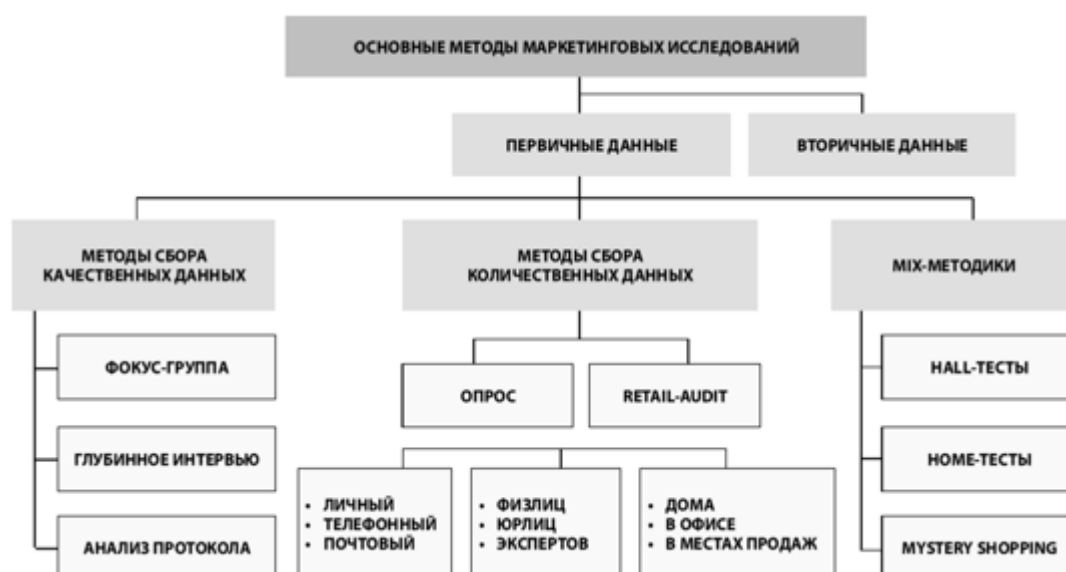 ОСНОВНЫЕ МЕТОДЫ МАРКЕТИНГОВЫХ ИССЛЕДОВАНИЙ
ПЕРВИЧНЫЕ ДАННЫЕ
ВТОРИЧНЫЕ ДАННЫЕ
МЕТОДЫ СБОРА
КАЧЕСТВЕННЫХ ДАННЫХ
МЕТОДЫ СБОРА
КОЛИЧЕСТВЕННЫХ ДАННЫХ
MIX-МЕТОДИКИ
ФОКУС-ГРУППА
ГЛУБИННОЕ ИНТЕРВЬЮ
АНАЛИЗ ПРОТОКОЛА
ОПРОС
RETAIL-AUDIT
• ЛИЧНЫЙ
• ТЕЛЕФОННЫЙ
• ПОЧТОВЫЙ
• ФИЗЛИЦ
• ЮРЛИЦ
• ЭКСПЕРТОВ
• ДОМА
• В ОФИСЕ
• В МЕСТАХ ПРОДАЖ
HALL-ТЕСТЫ
HOME-ТЕСТЫ
MYSTERY SHOPPING